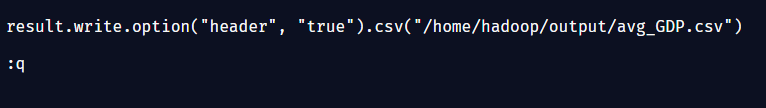 result.write.option("header", "true").csv("/home/hadoop/output/avg_GDP.csv")
:q